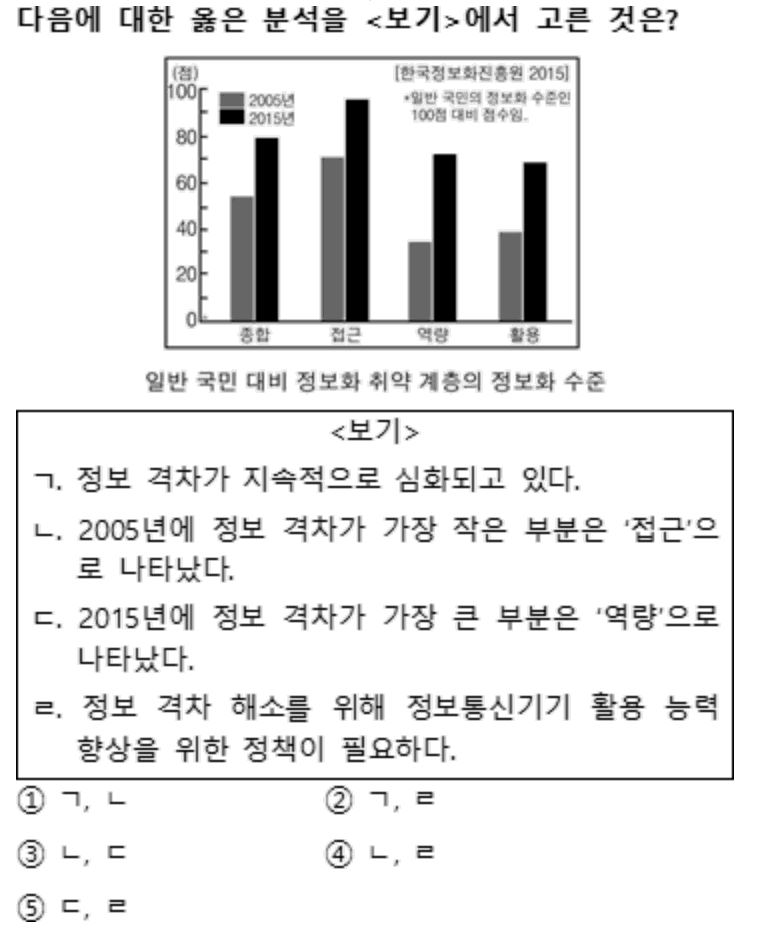 다음에 대한 옳은 분석을 <보기>에서 고른 것은?
(점)
[한국정보화진흥원 2015]
100
2005년
*일반 국민의 정보화 수준인
2015년
100점 대비 점수임.
80
60
40
20
0
종합 접근 역량 활용
일반 국민 대비 정보화 취약 계층의 정보화 수준
<보기>
ㄱ. 정보 격차가 지속적으로 심화되고 있다.
ㄴ. 2005년에 정보 격차가 가장 작은 부분은 '접근'으
로 나타났다.
ㄷ. 2015년에 정보 격차가 가장 큰 부분은 '역량'으로
나타났다.
ㄹ. 정보 격차 해소를 위해 정보통신기기 활용 능력
향상을 위한 정책이 필요하다.
① ㄱ, ㄴ ② ㄱ, ㄹ
③ ㄴ, ㄷ ④ ㄴ, ㄹ
⑤ ㄷ, ㄹ